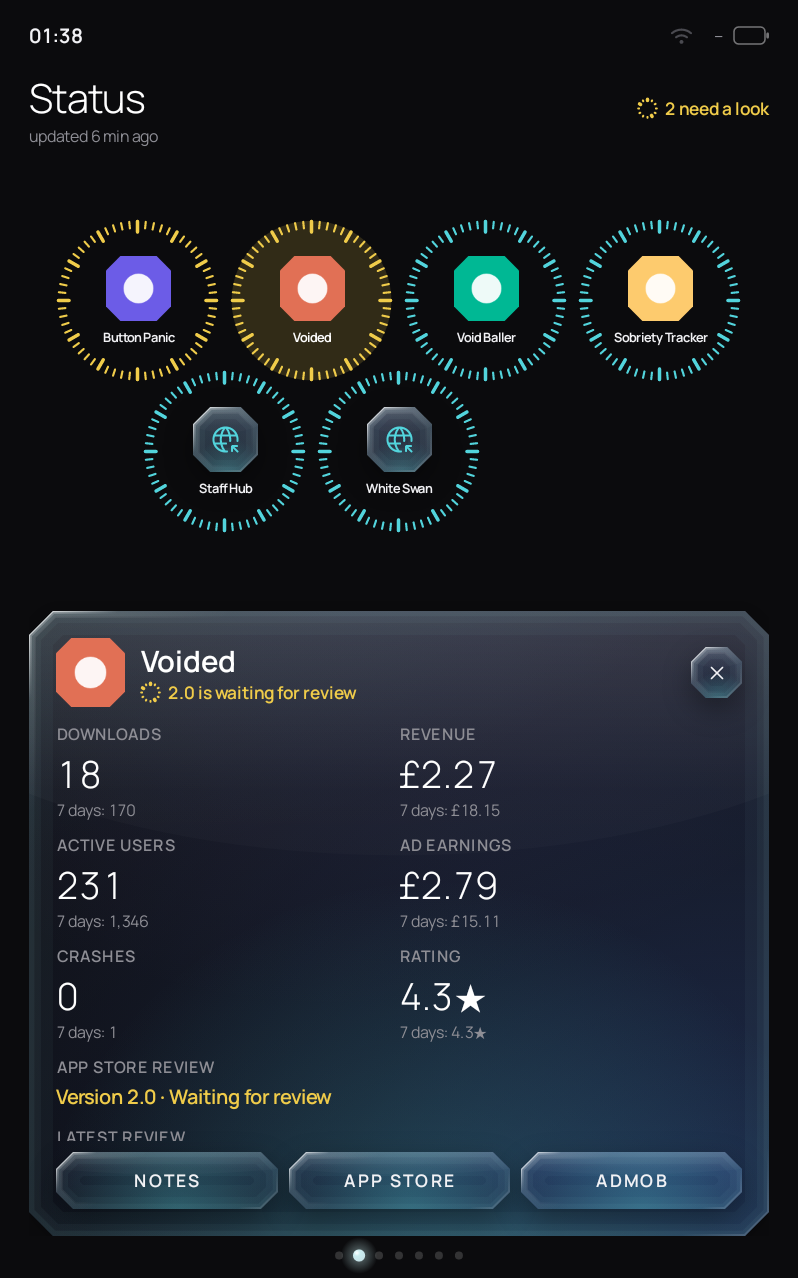 01:38
Status
updated 6 min ago
2 need a look
Button Panic
Voided
Void Baller
Sobriety Tracker
Staff Hub
White Swan
Voided
2.0 is waiting for review
DOWNLOADS
REVENUE
18
£2.27
7 days: 170
7 days: £18.15
ACTIVE USERS
AD EARNINGS
231
£2.79
7 days: 1,346
7 days: £15.11
CRASHES
RATING
0
4.3★
7 days: 1
7 days: 4.3★
APP STORE REVIEW
Version 2.0 · Waiting for review
LATEST REVIEW
NOTES
APP STORE
ADMOB